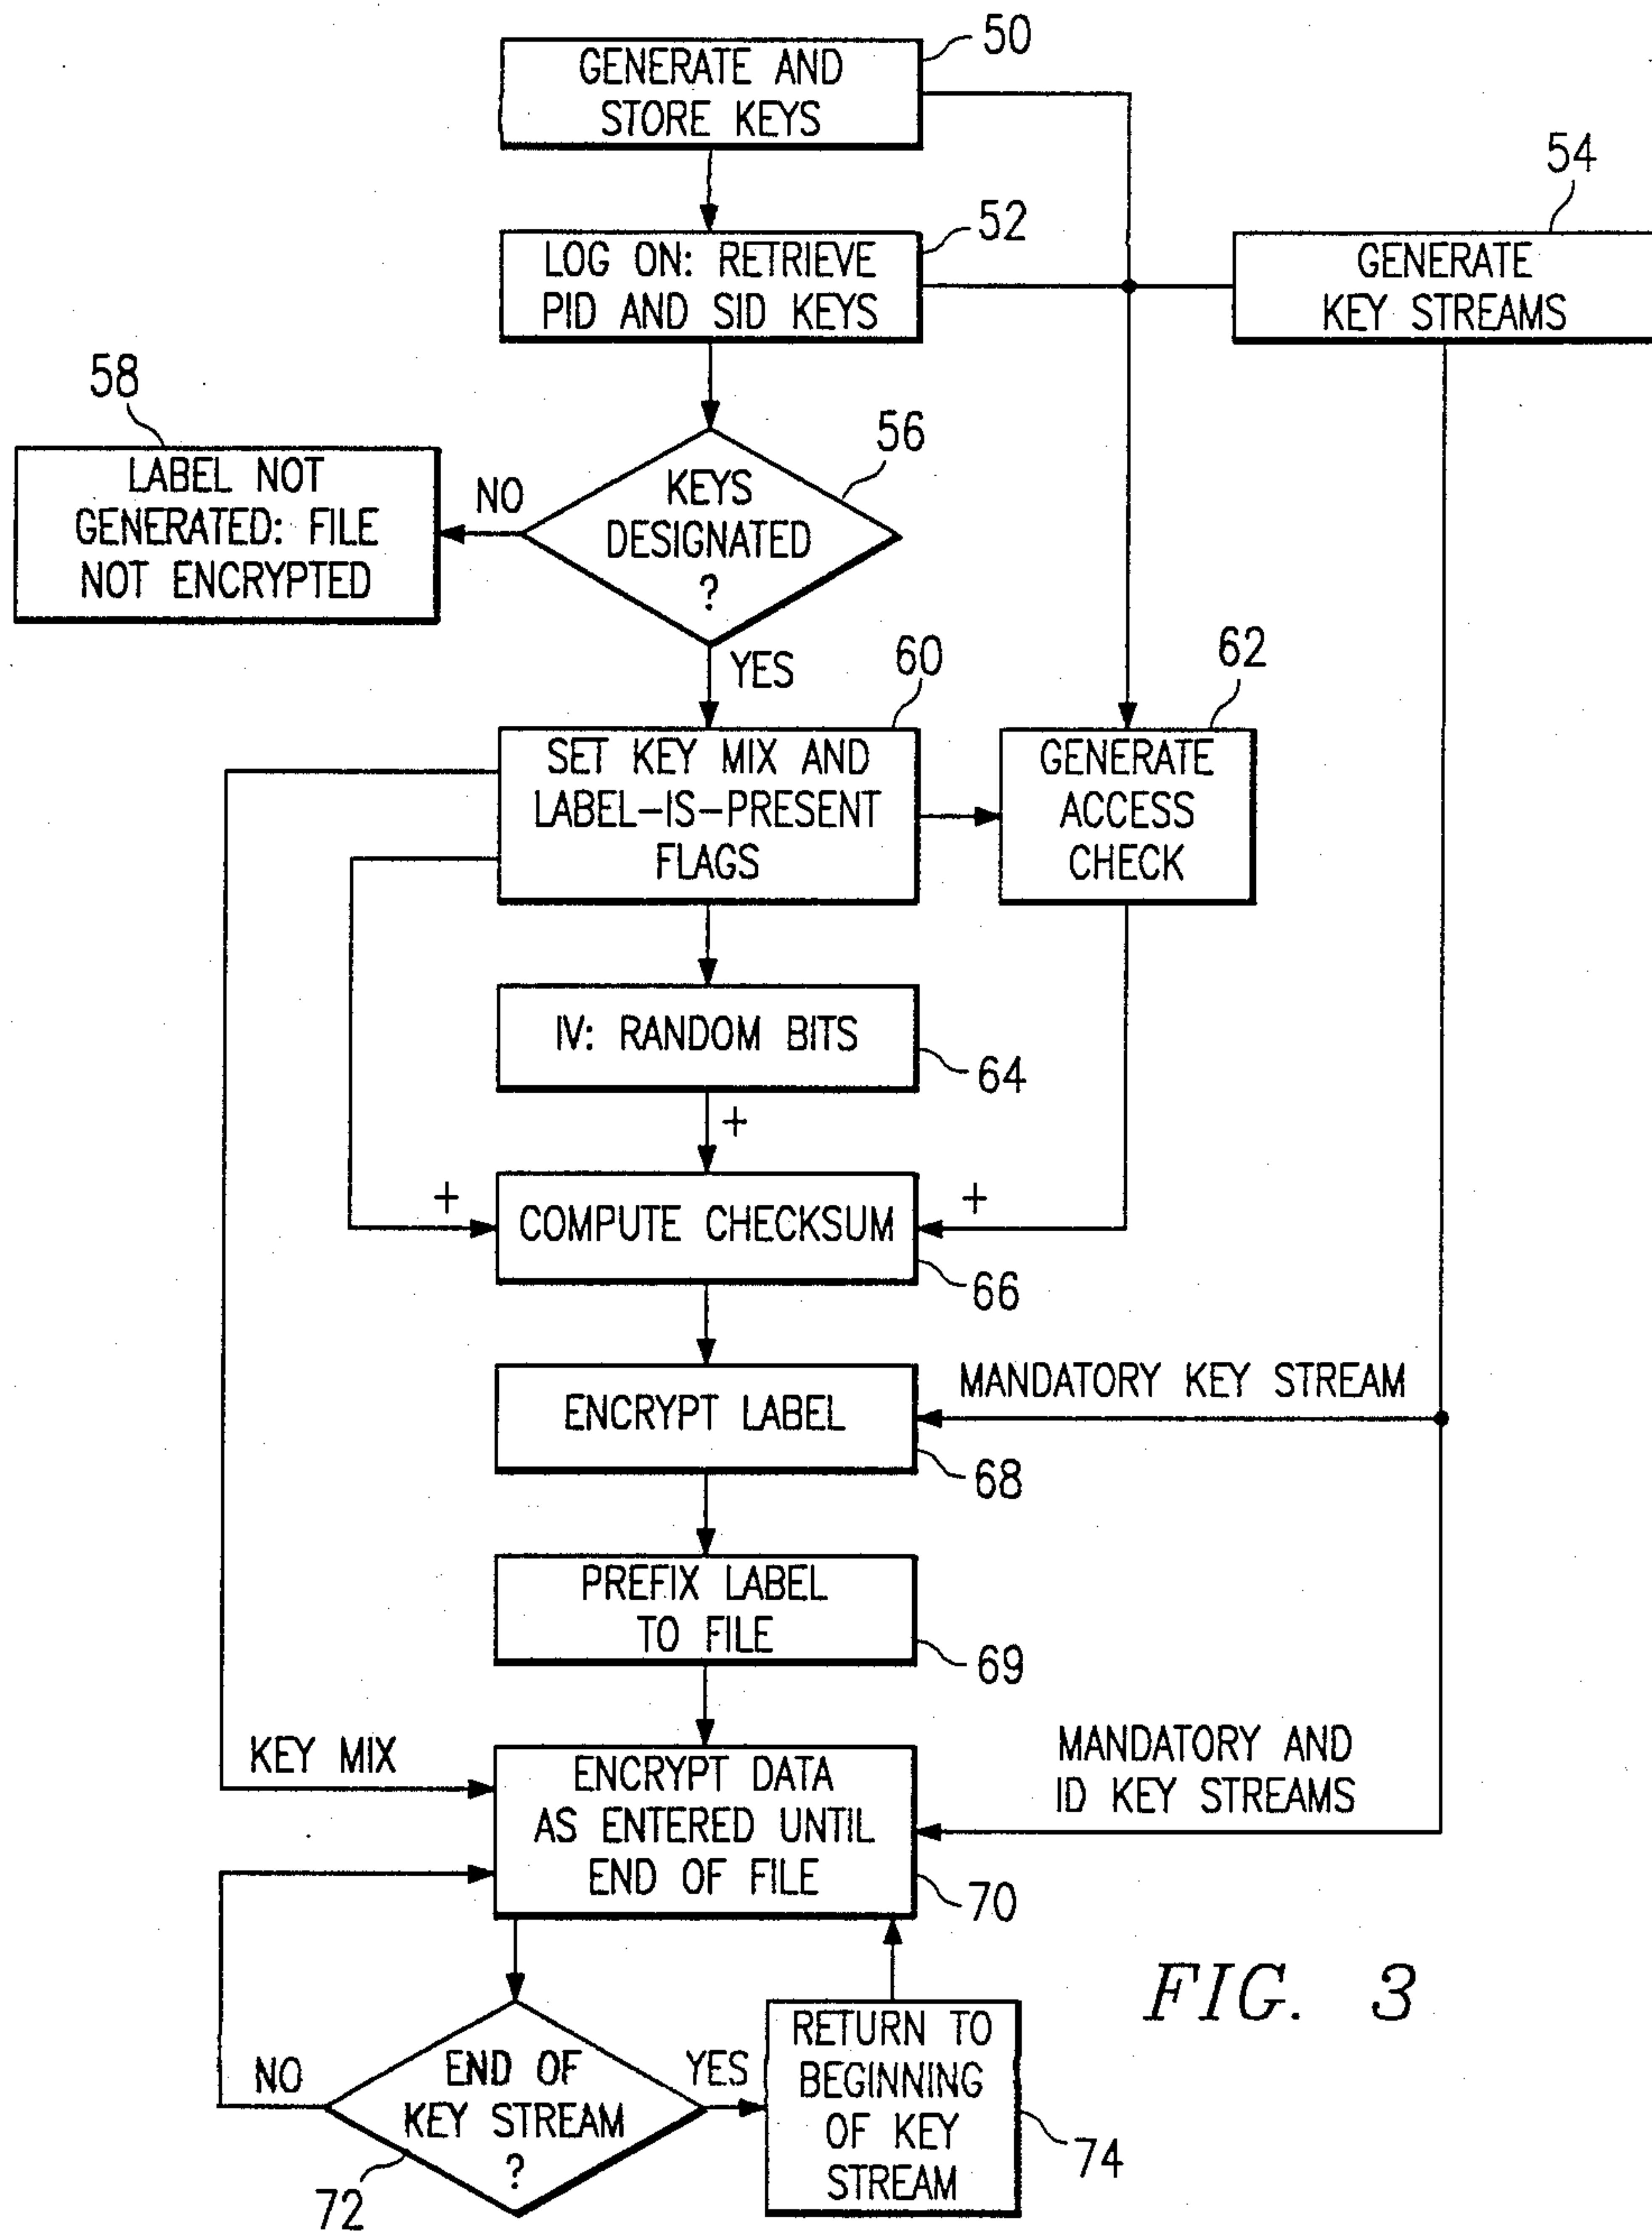 50
GENERATE AND
STORE KEYS
54
52
LOG ON: RETRIEVE
PID AND SID KEYS
GENERATE
KEY STREAMS
58
LABEL NOT
GENERATED: FILE
NOT ENCRYPTED
NO
56
KEYS
DESIGNATED
?
YES
60
62
SET KEY MIX AND
LABEL-IS-PRESENT
FLAGS
GENERATE
ACCESS
CHECK
IV: RANDOM BITS
64
+
+
+
COMPUTE CHECKSUM
66
ENCRYPT LABEL
MANDATORY KEY STREAM
68
PREFIX LABEL
TO FILE
69
KEY MIX
ENCRYPT DATA
AS ENTERED UNTIL
END OF FILE
MANDATORY AND
ID KEY STREAMS
70
NO
END OF
KEY STREAM
?
YES
72
RETURN TO
BEGINNING
OF KEY
STREAM
74
FIG. 3